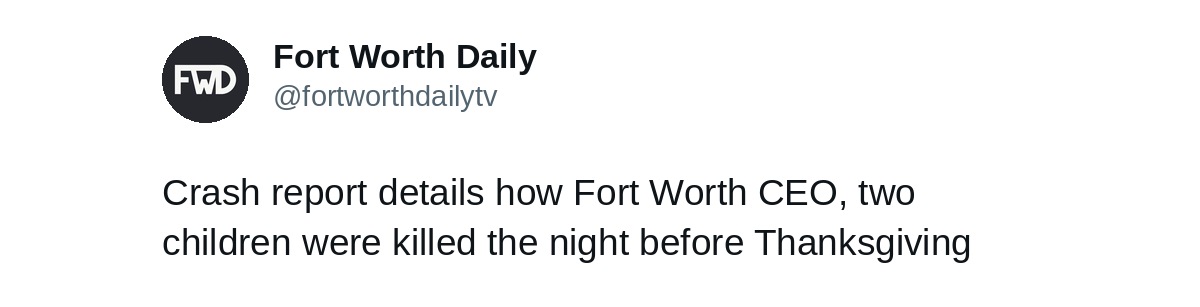 FWD
Fort Worth Daily
@fortworthdailytv
Crash report details how Fort Worth CEO, two
children were killed the night before Thanksgiving